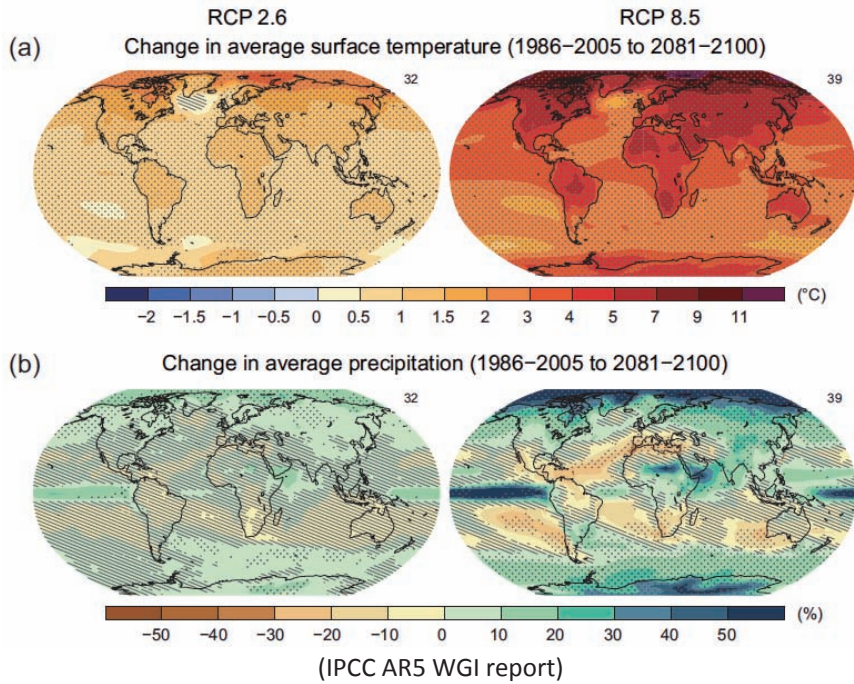 RCP 2.6 RCP 8.5
(a) Change in average surface temperature (1986−2005 to 2081−2100)
32 39
(°C)
−2 −1.5 −1 −0.5 0 0.5 1 1.5 2 3 4 5 7 9 11
(b) Change in average precipitation (1986−2005 to 2081−2100)
32 39
(%)
−50 −40 −30 −20 −10 0 10 20 30 40 50
(IPCC AR5 WGI report)